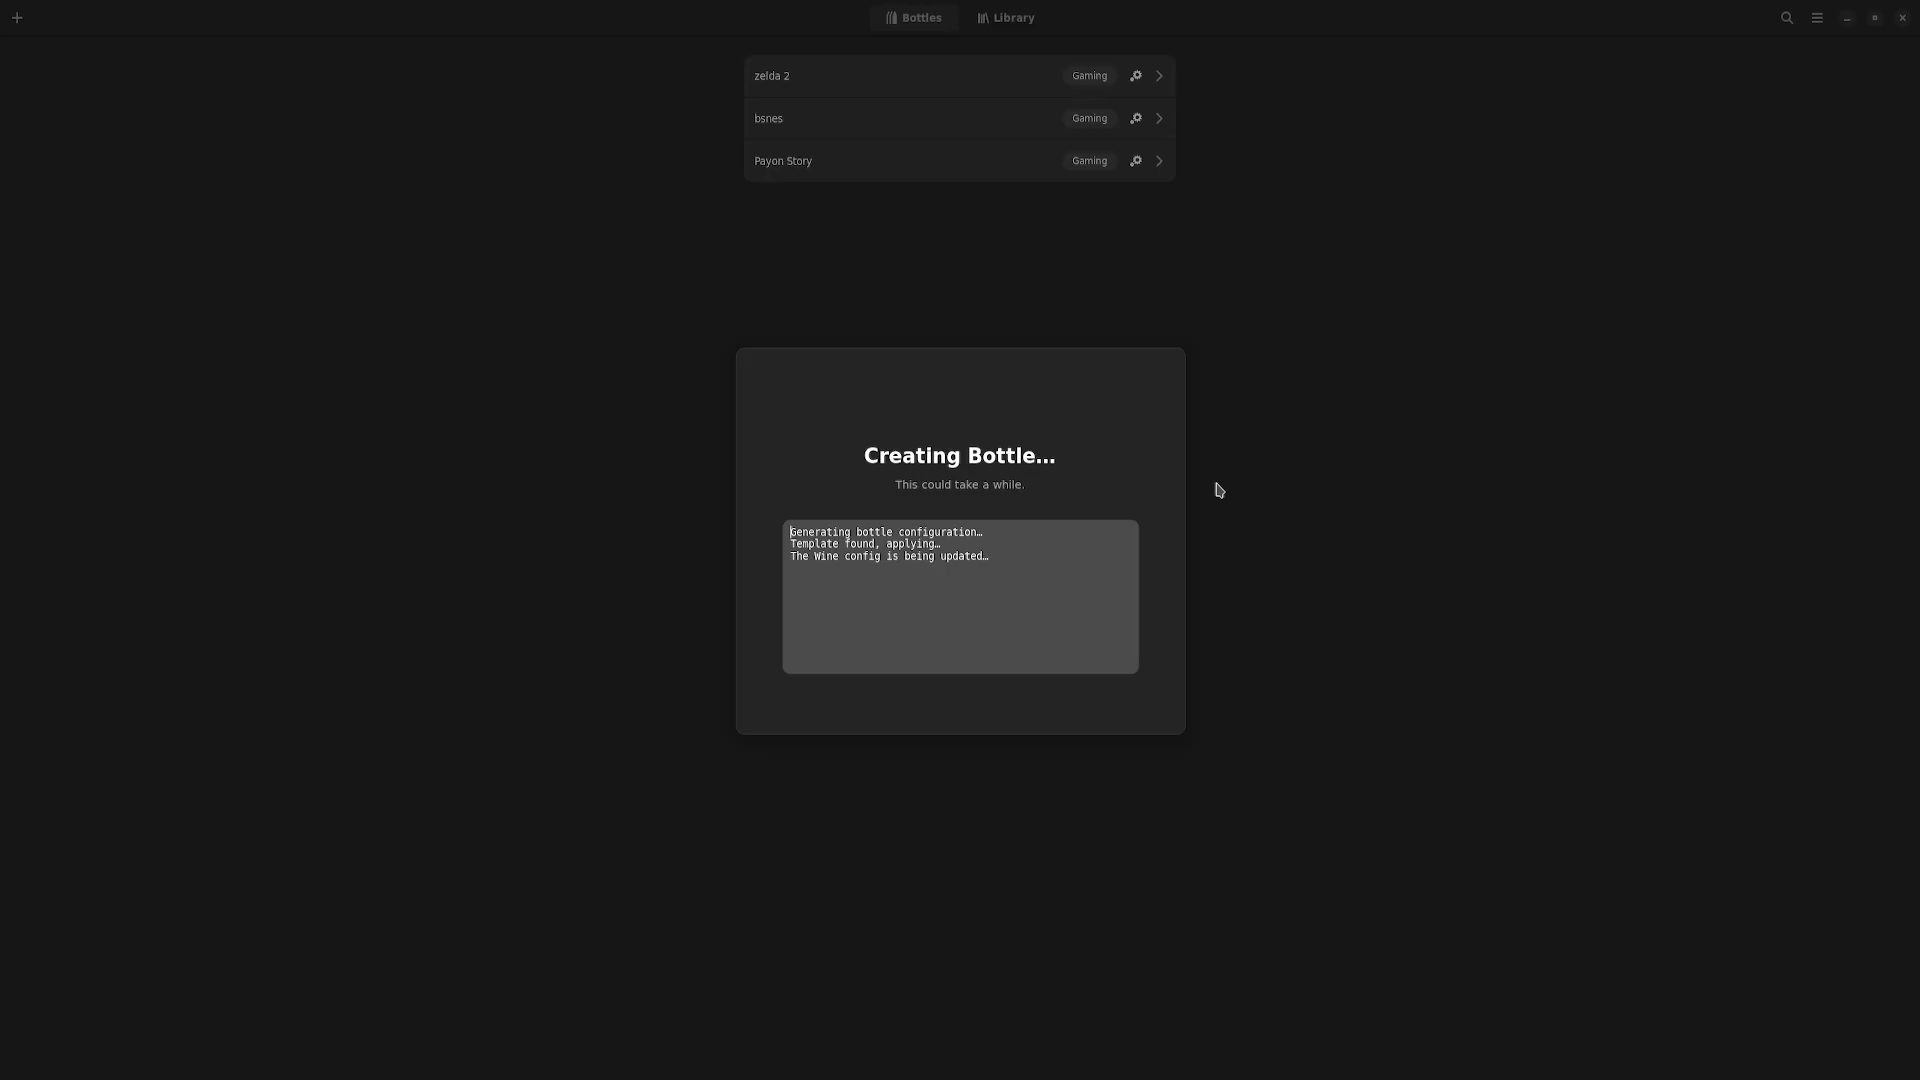 Bottles
Library
zelda 2
Gaming
bsnes
Gaming
Payon Story
Gaming
Creating Bottle…
This could take a while.
Generating bottle configuration…
Template found, applying…
The Wine config is being updated…